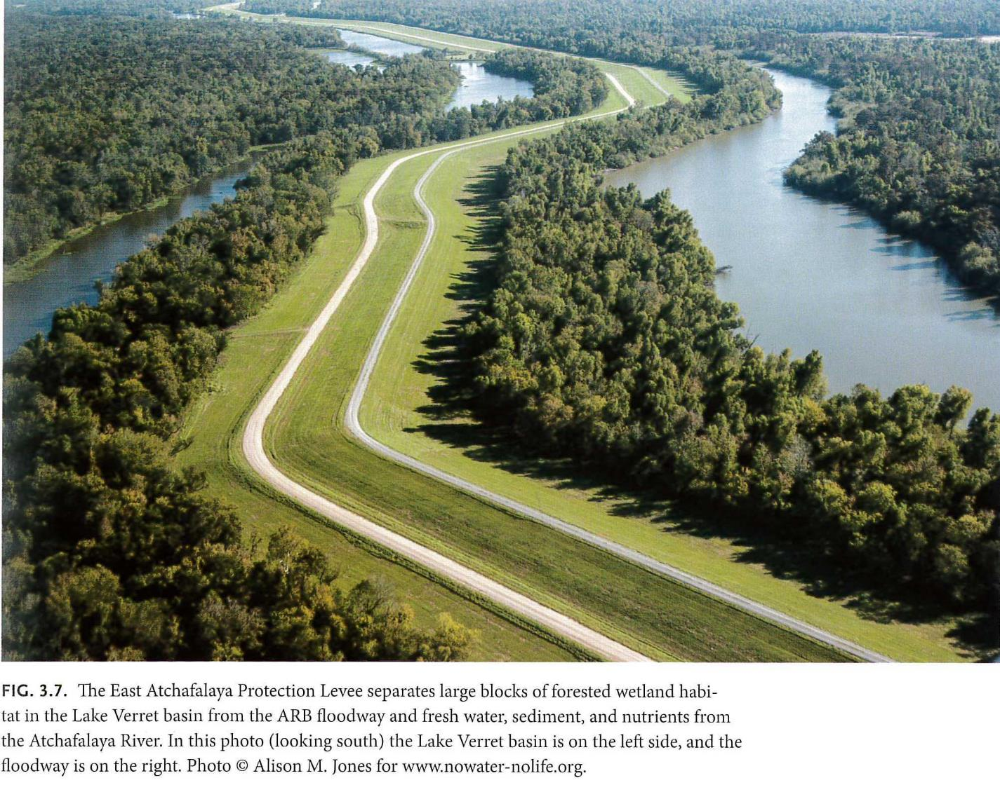 FIG. 3.7. The East Atchafalaya Protection Levee separates large blocks of forested wetland habi-
tat in the Lake Verret basin from the ARB floodway and fresh water, sediment, and nutrients from
the Atchafalaya River. In this photo (looking south) the Lake Verret basin is on the left side, and the
floodway is on the right. Photo © Alison M. Jones for www.nowater-nolife.org.